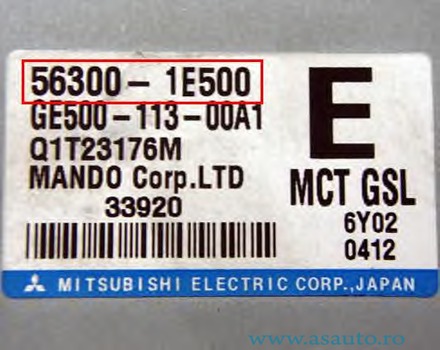 56300-1E500
GE500-113-00A1
Q1T23176M
MANDO Corp.LTD
33920
E
MCT GSL
6Y02
0412
MITSUBISHI ELECTRIC CORP.,JAPAN
www.asauto.ro